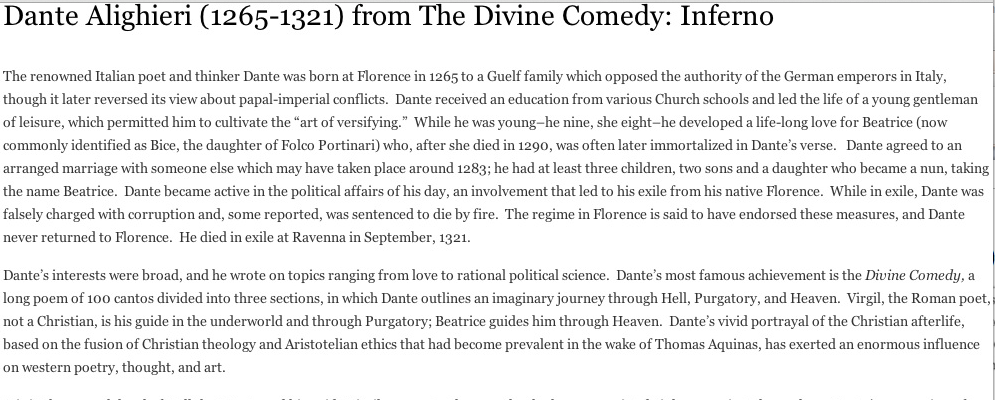 Dante Alighieri (1265-1321) from The Divine Comedy: Inferno
The renowned Italian poet and thinker Dante was born at Florence in 1265 to a Guelf family which opposed the authority of the German emperors in Italy,
though it later reversed its view about papal-imperial conflicts.  Dante received an education from various Church schools and led the life of a young gentleman
of leisure, which permitted him to cultivate the “art of versifying.”  While he was young–he nine, she eight–he developed a life-long love for Beatrice (now
commonly identified as Bice, the daughter of Folco Portinari) who, after she died in 1290, was often later immortalized in Dante’s verse.   Dante agreed to an
arranged marriage with someone else which may have taken place around 1283; he had at least three children, two sons and a daughter who became a nun, taking
the name Beatrice.  Dante became active in the political affairs of his day, an involvement that led to his exile from his native Florence.  While in exile, Dante was
falsely charged with corruption and, some reported, was sentenced to die by fire.  The regime in Florence is said to have endorsed these measures, and Dante
never returned to Florence.  He died in exile at Ravenna in September, 1321.
Dante’s interests were broad, and he wrote on topics ranging from love to rational political science.  Dante’s most famous achievement is the Divine Comedy, a
long poem of 100 cantos divided into three sections, in which Dante outlines an imaginary journey through Hell, Purgatory, and Heaven.  Virgil, the Roman poet,
not a Christian, is his guide in the underworld and through Purgatory; Beatrice guides him through Heaven.  Dante’s vivid portrayal of the Christian afterlife,
based on the fusion of Christian theology and Aristotelian ethics that had become prevalent in the wake of Thomas Aquinas, has exerted an enormous influence
on western poetry, thought, and art.